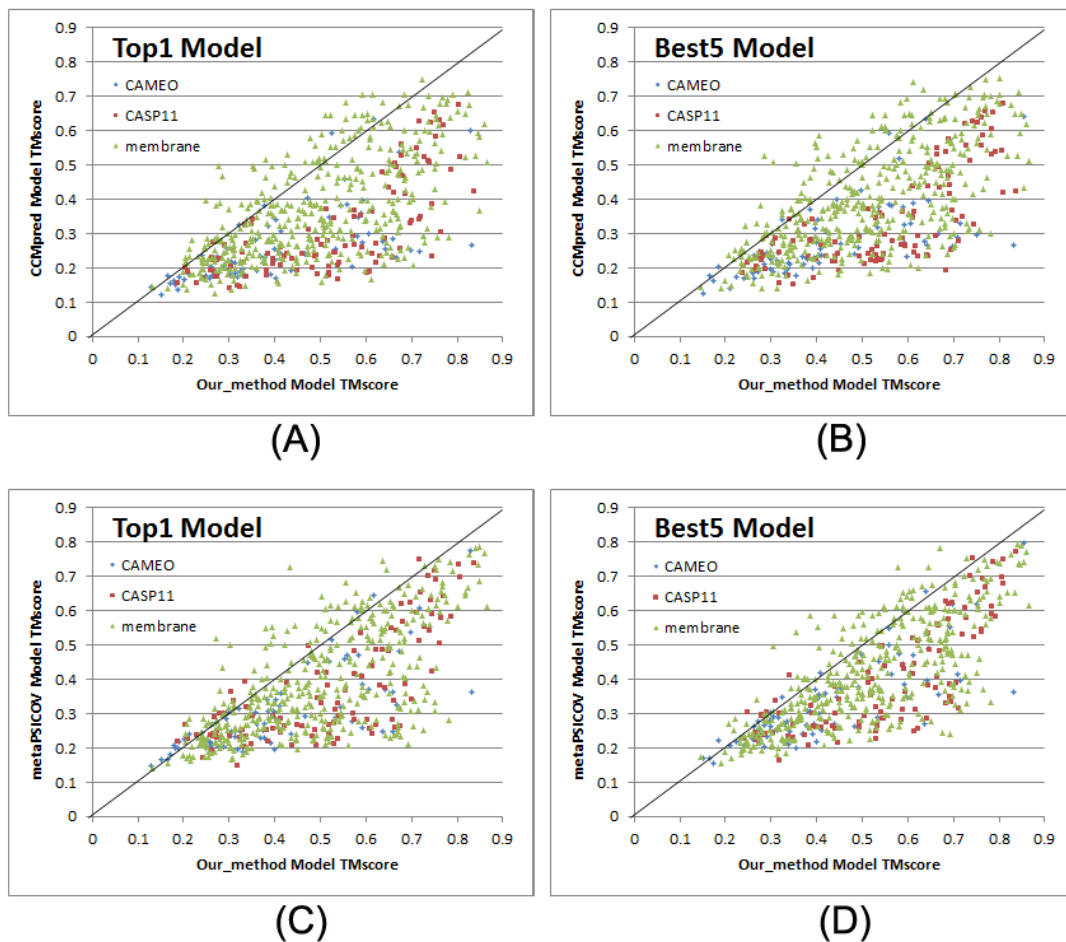 Top1 Model
CAMEO
CASP11
membrane
CCMpred Model TMscore
0.9
0.8
0.7
0.6
0.5
0.4
0.3
0.2
0.1
0
0 0.1 0.2 0.3 0.4 0.5 0.6 0.7 0.8 0.9
Our_method Model TMscore
(A)
Best5 Model
CAMEO
CASP11
membrane
CCMpred Model TMscore
0.9
0.8
0.7
0.6
0.5
0.4
0.3
0.2
0.1
0
0 0.1 0.2 0.3 0.4 0.5 0.6 0.7 0.8 0.9
Our_method Model TMscore
(B)
Top1 Model
CAMEO
CASP11
membrane
metaPSICOV Model TMscore
0.9
0.8
0.7
0.6
0.5
0.4
0.3
0.2
0.1
0
0 0.1 0.2 0.3 0.4 0.5 0.6 0.7 0.8 0.9
Our_method Model TMscore
(C)
Best5 Model
CAMEO
CASP11
membrane
metaPSICOV Model TMscore
0.9
0.8
0.7
0.6
0.5
0.4
0.3
0.2
0.1
0
0 0.1 0.2 0.3 0.4 0.5 0.6 0.7 0.8 0.9
Our_method Model TMscore
(D)